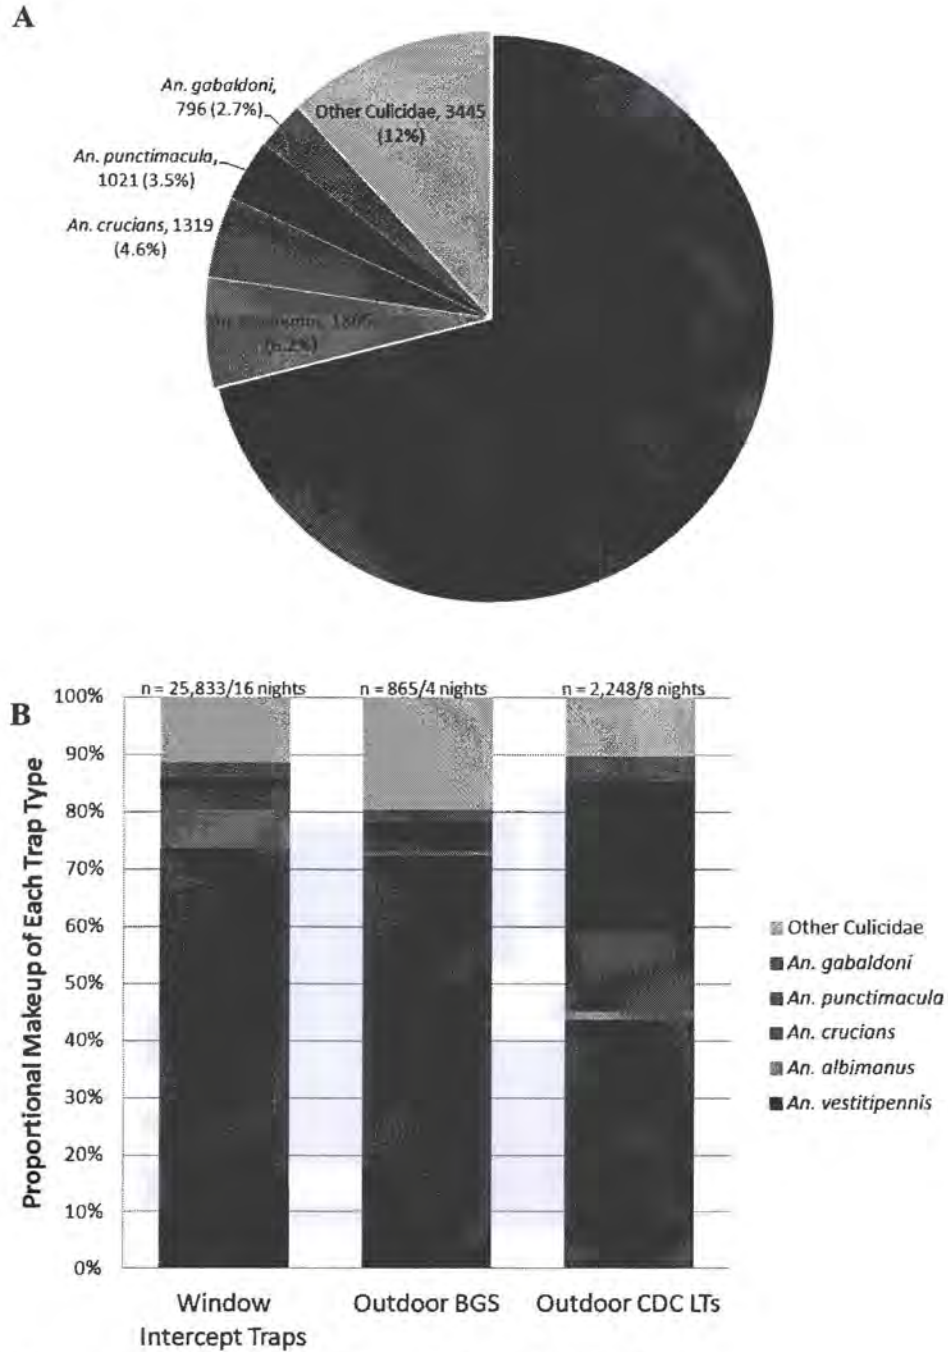 A
An. gabaldoni,
796 (2.7%)
Other Culicidae, 3445
(12%)
An. punctimacula,
1021 (3.5%)
An. crucians, 1319
(4.6%)
(6.2%)
B
Proportional Makeup of Each Trap Type
100%
90%
80%
70%
60%
50%
40%
30%
20%
10%
0%
n = 25,833/16 nights
n = 865/4 nights
n = 2,248/8 nights
Other Culicidae
An. gabaldoni
An. punctimacula
An. crucians
An. albimanus
An. vestitipennis
Window
Intercept Traps
Outdoor BGS
Outdoor CDC LTs